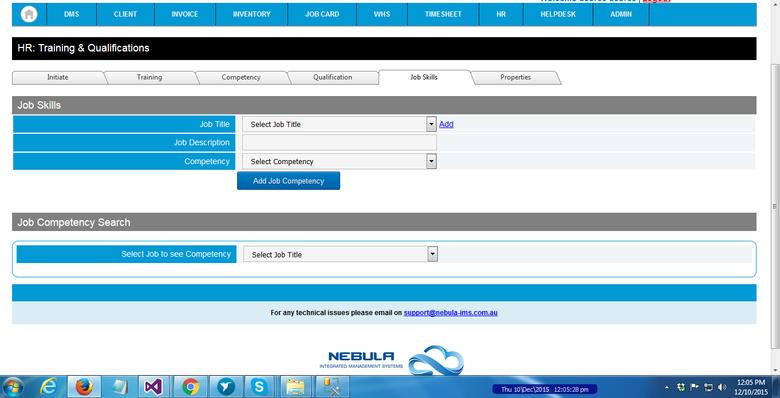 DMS CLIENT INVOICE INVENTORY JOB CARD WHS TIMESHEET HR HELPDESK ADMIN
HR: Training & Qualifications
Initiate Training Competency Qualification Job Skills Properties
Job Skills
Job Title Select Job Title Add
Job Description
Competency Select Competency
Add Job Competency
Job Competency Search
Select Job to see Competency Select Job Title
For any technical issues please email on support@nebula-ims.com.au
NEBULA
INTEGRATED MANAGEMENT SYSTEMS
12:05 PM
Thu 10\Dec\2015 12:05:28 pm
12/10/2015